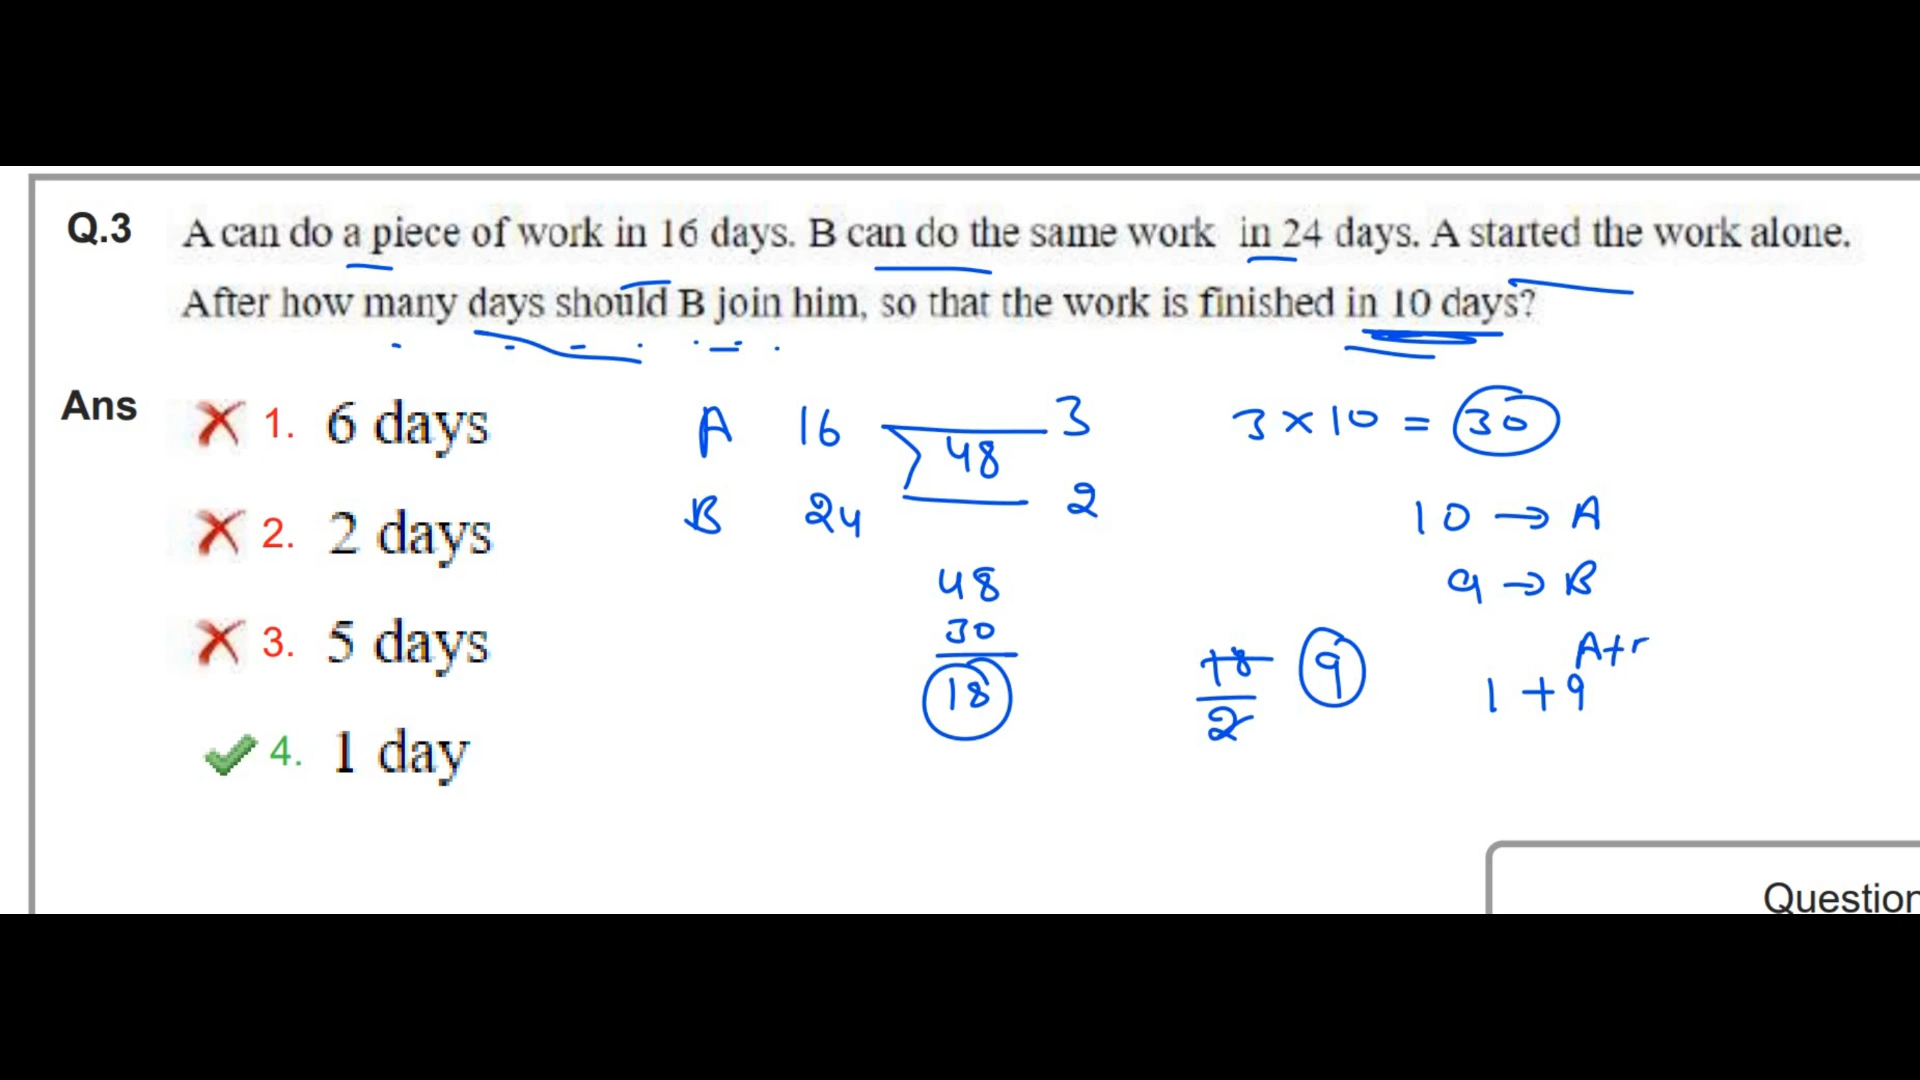 Q.3 A can do a piece of work in 16 days. B can do the same work in 24 days. A started the work alone.
After how many days should B join him, so that the work is finished in 10 days?
Ans
1. 6 days
2. 2 days
3. 5 days
4. 1 day
A 16 48 3
B 24 2
3 × 10 = 30
10 → A
9 → B
48
30
18
18
2
9
A+r
1 + 9
Question